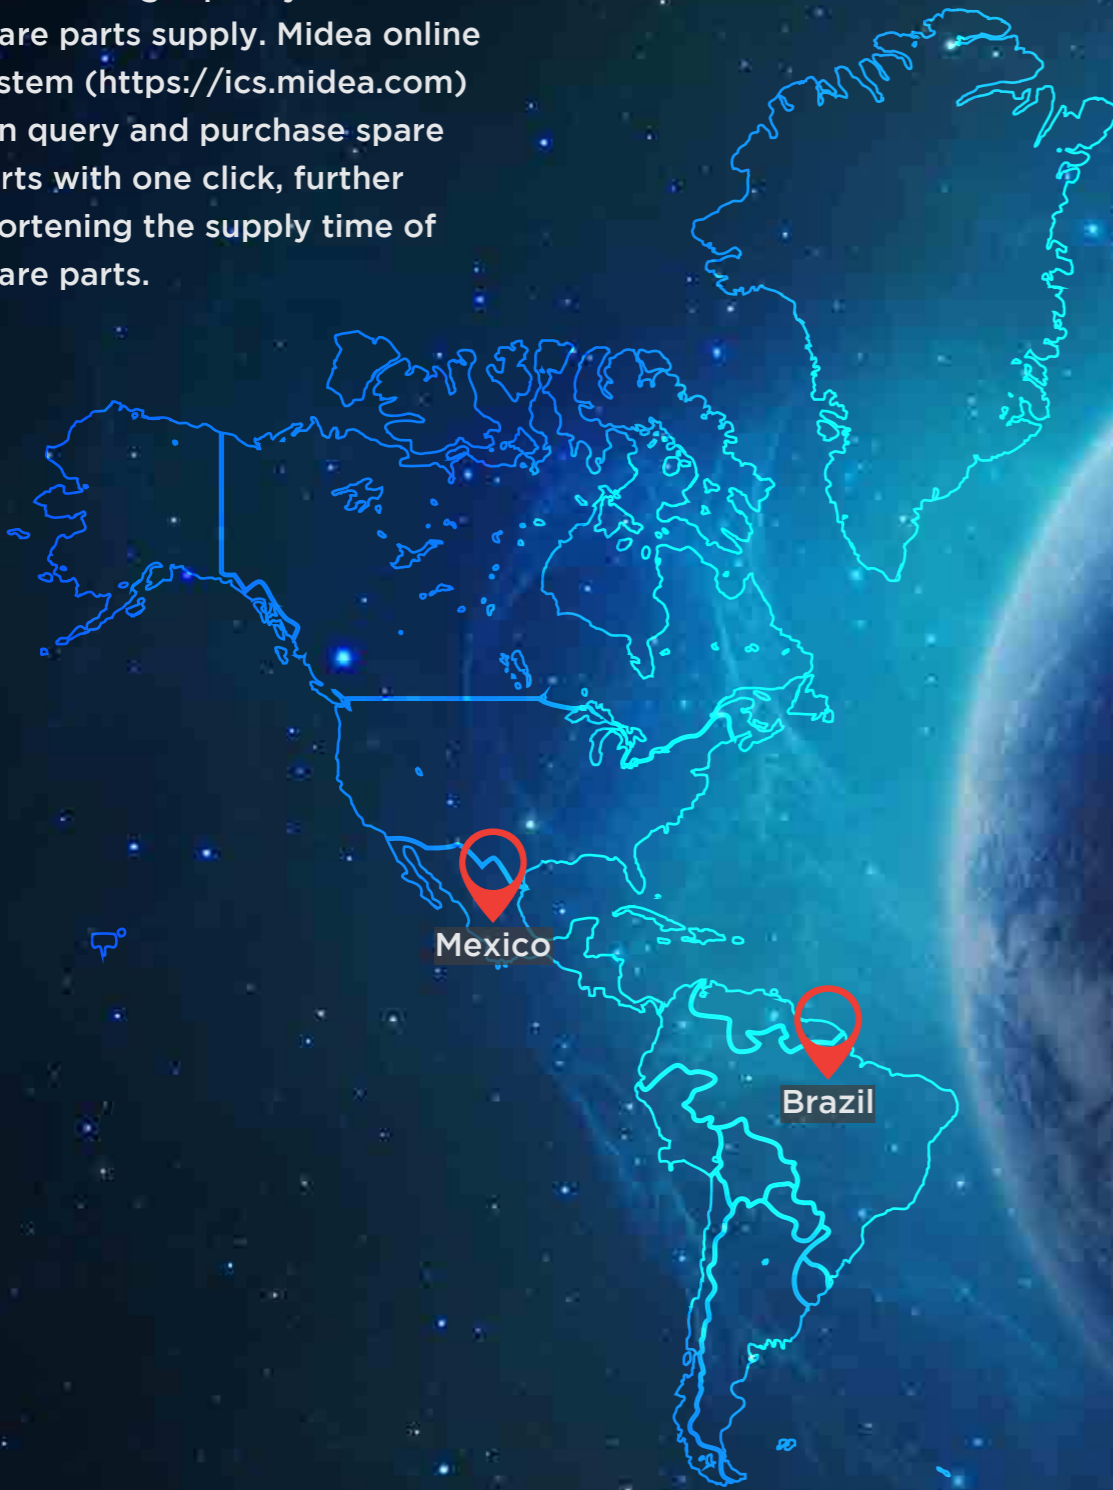 are parts supply. Midea online
stem (https://ics.midea.com)
n query and purchase spare
rts with one click, further
ortening the supply time of
are parts.
Mexico
Brazil